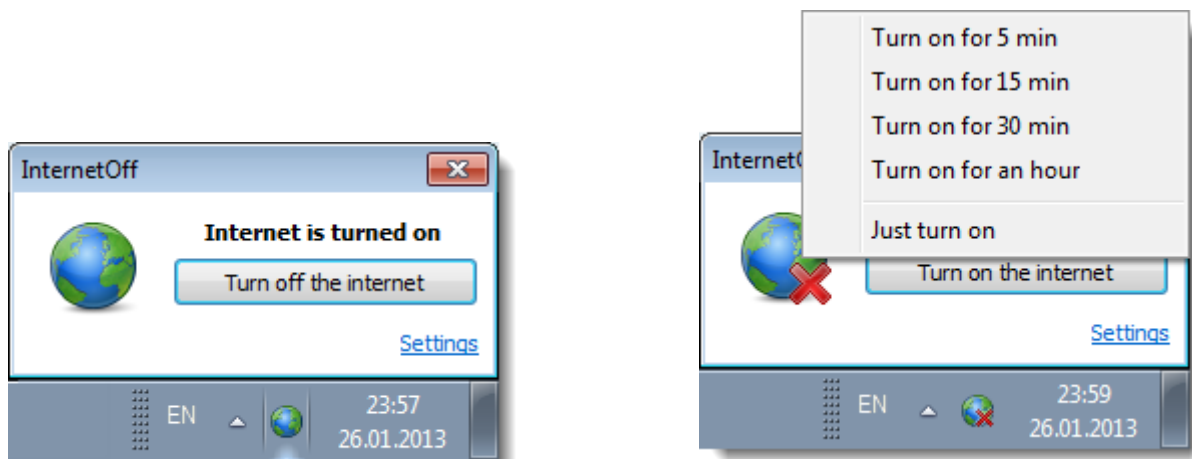 InternetOff
Internet is turned on
Turn off the internet
Settings
EN
23:57
26.01.2013
Turn on for 5 min
Turn on for 15 min
Turn on for 30 min
Turn on for an hour
Just turn on
Internet
Turn on the internet
Settings
EN
23:59
26.01.2013